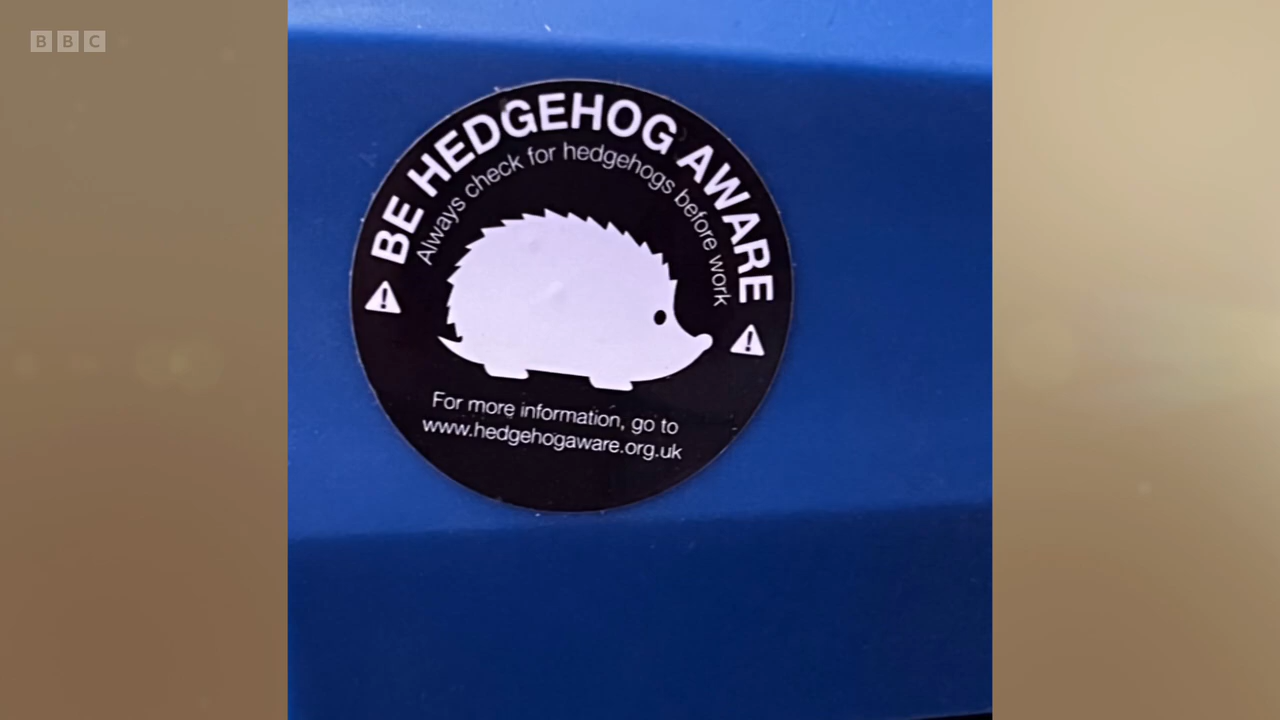 BBC
BE HEDGEHOG AWARE
Always check for hedgehogs before work
For more information, go to
www.hedgehogaware.org.uk